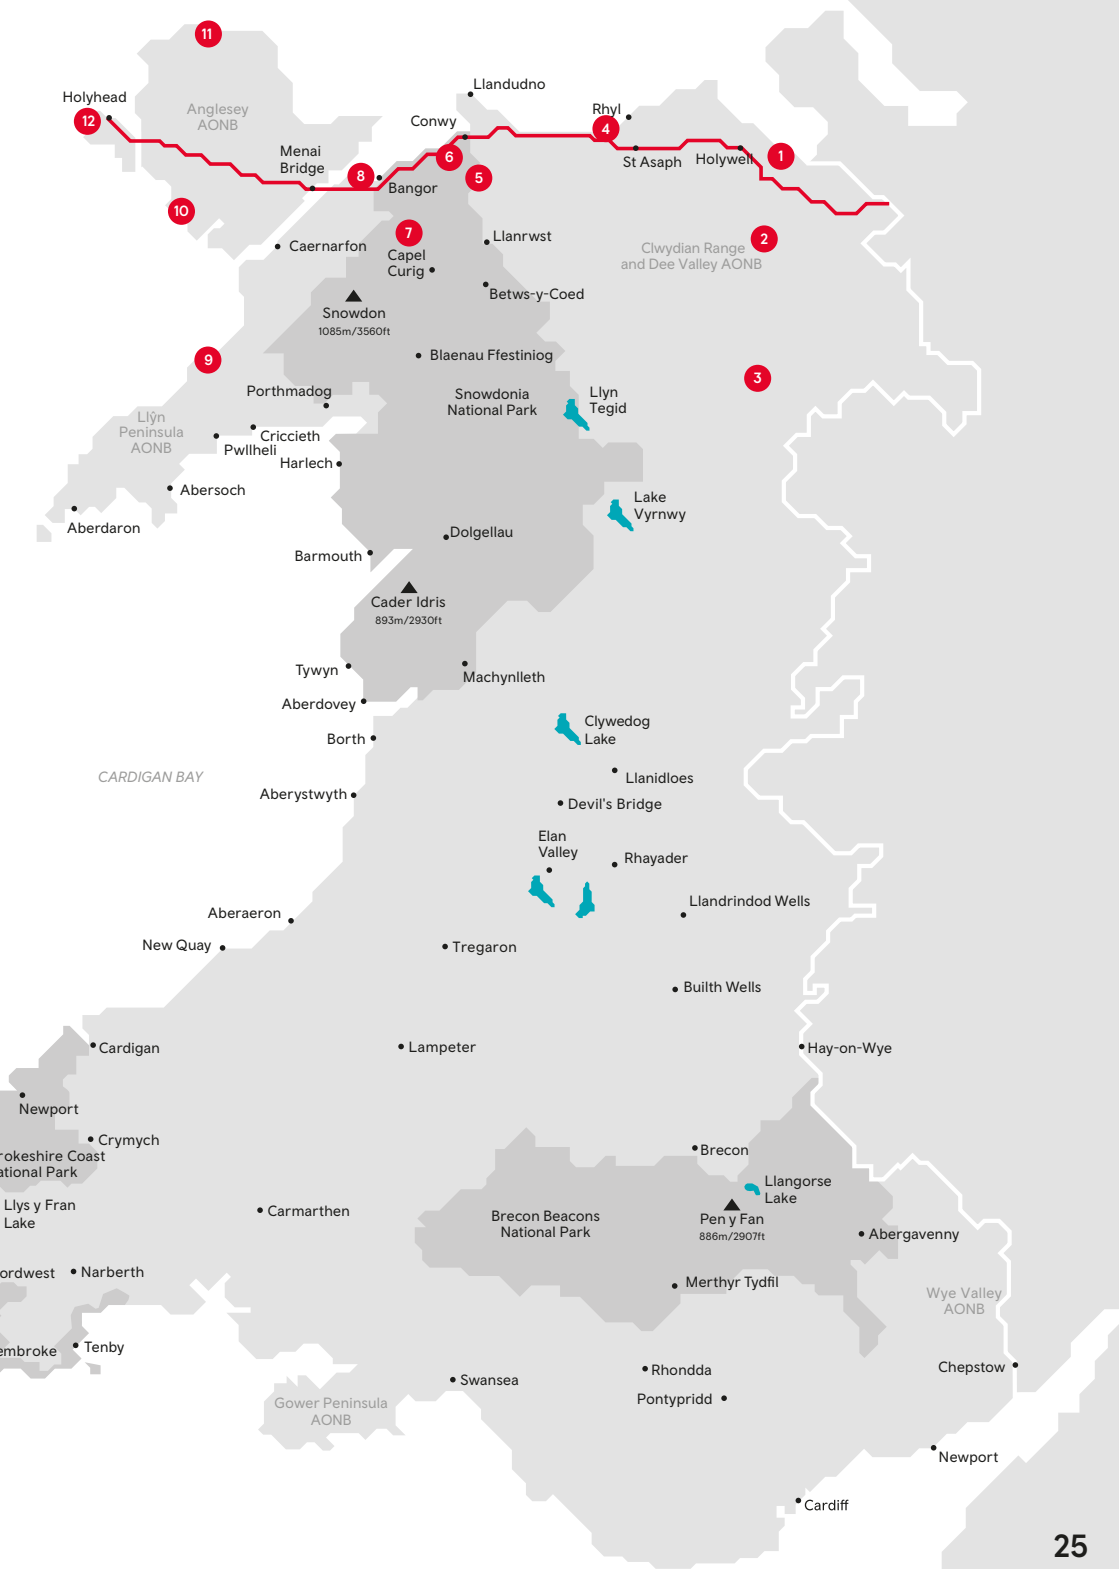 11
Llandudno
Holyhead
12
Anglesey
AONB
Rhyl
4
Conwy
Menai
Bridge
6
St Asaph
Holywell
1
8
Bangor
5
10
7
2
Llanrwst
Caernarfon
Clwydian Range
and Dee Valley AONB
Capel
Curig
Betws-y-Coed
Snowdon
1085m/3560ft
9
Blaenau Ffestiniog
3
Porthmadog
Snowdonia
National Park
Llyn
Tegid
Llŷn
Peninsula
AONB
Criccieth
Pwllheli
Harlech
Abersoch
Lake
Vyrnwy
Aberdaron
Dolgellau
Barmouth
Cader Idris
893m/2930ft
Tywyn
Machynlleth
Aberdovey
Clywedog
Lake
Borth
CARDIGAN BAY
Llanidloes
Aberystwyth
Devil's Bridge
Elan
Valley
Rhayader
Llandrindod Wells
Aberaeron
New Quay
Tregaron
Builth Wells
Cardigan
Lampeter
Hay-on-Wye
Newport
Crymych
rokeshire Coast
ational Park
Brecon
Llangorse
Lake
Llys y Fran
Lake
Carmarthen
Brecon Beacons
National Park
Pen y Fan
886m/2907ft
Abergavenny
ordwest
Narberth
Merthyr Tydfil
Wye Valley
AONB
embroke
Tenby
Rhondda
Chepstow
Swansea
Pontypridd
Gower Peninsula
AONB
Newport
Cardiff
25